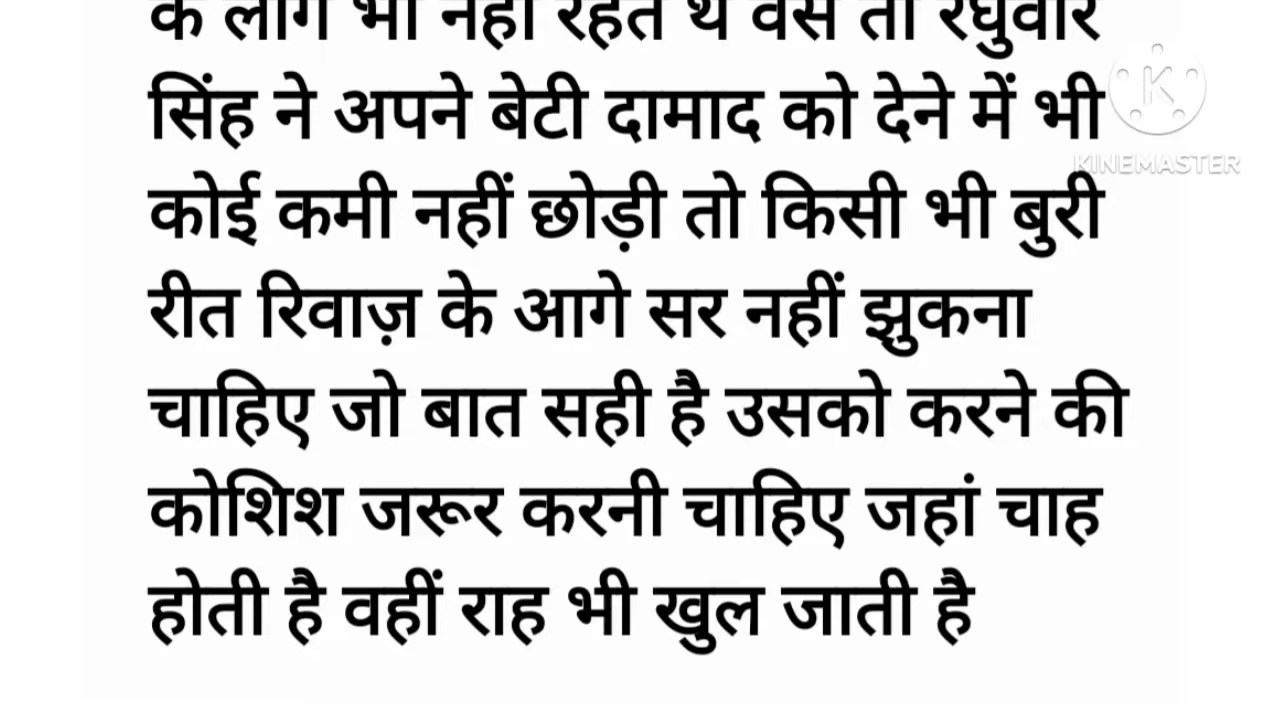 के लोग भी नहीं रहते थे वैसे तो रघुवीर
सिंह ने अपने बेटी दामाद को देने में भी
कोई कमी नहीं छोड़ी तो किसी भी बुरी
रीत रिवाज़ के आगे सर नहीं झुकना
चाहिए जो बात सही है उसको करने की
कोशिश जरूर करनी चाहिए जहां चाह
होती है वहीं राह भी खुल जाती है
K
KINEMASTER